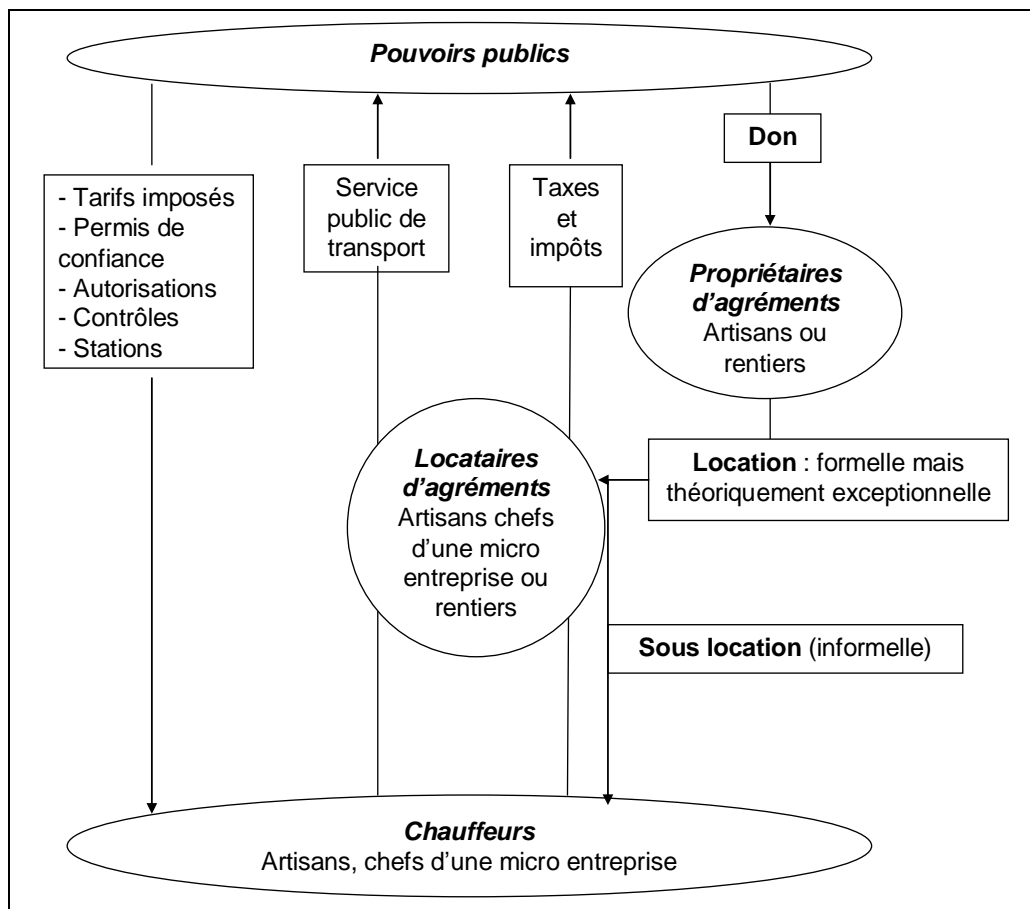 Pouvoirs publics
Don
- Tarifs imposés
- Permis de
confiance
- Autorisations
- Contrôles
- Stations
Service
public de
transport
Taxes
et
impôts
Propriétaires
d'agréments
Artisans ou
rentiers
Locataires
d'agréments
Artisans chefs
d'une micro
entreprise ou
rentiers
Location : formelle mais
théoriquement exceptionnelle
Sous location (informelle)
Chauffeurs
Artisans, chefs d'une micro entreprise